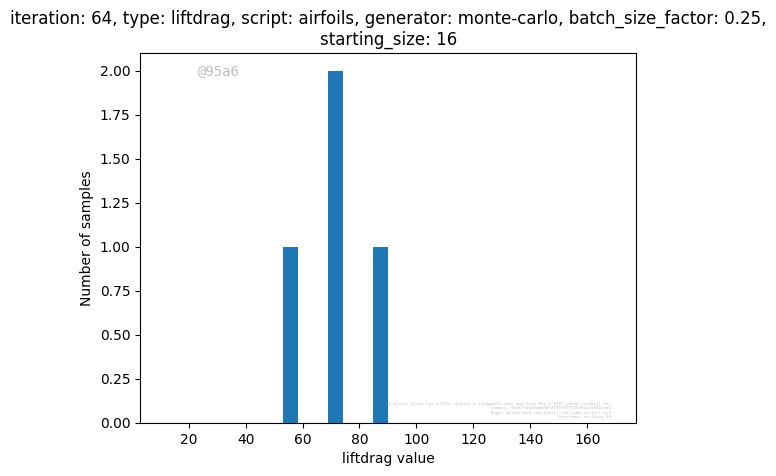 iteration: 64, type: liftdrag, script: airfoils, generator: monte-carlo, batch_size_factor: 0.25,
starting_size: 16
@95a6
2.00
1.75
1.50
1.25
1.00
0.75
0.50
0.25
0.00
Number of samples
20 40 60 80 100 120 140 160
liftdrag value